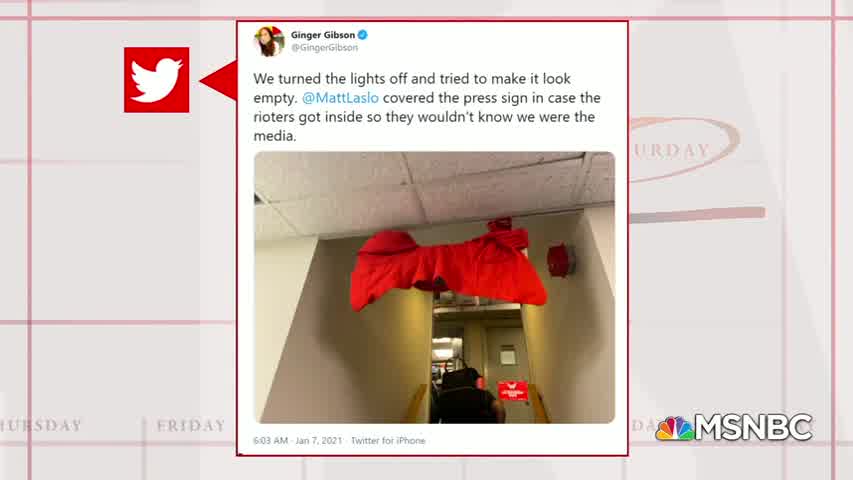 Ginger Gibson
@GingerGibson
We turned the lights off and tried to make it look
empty. @MattLaslo covered the press sign in case the
rioters got inside so they wouldn't know we were the
media.
URDAY
6:03 AM · Jan 7, 2021 · Twitter for iPhone
HURSDAY
FRIDAY
MSNBC